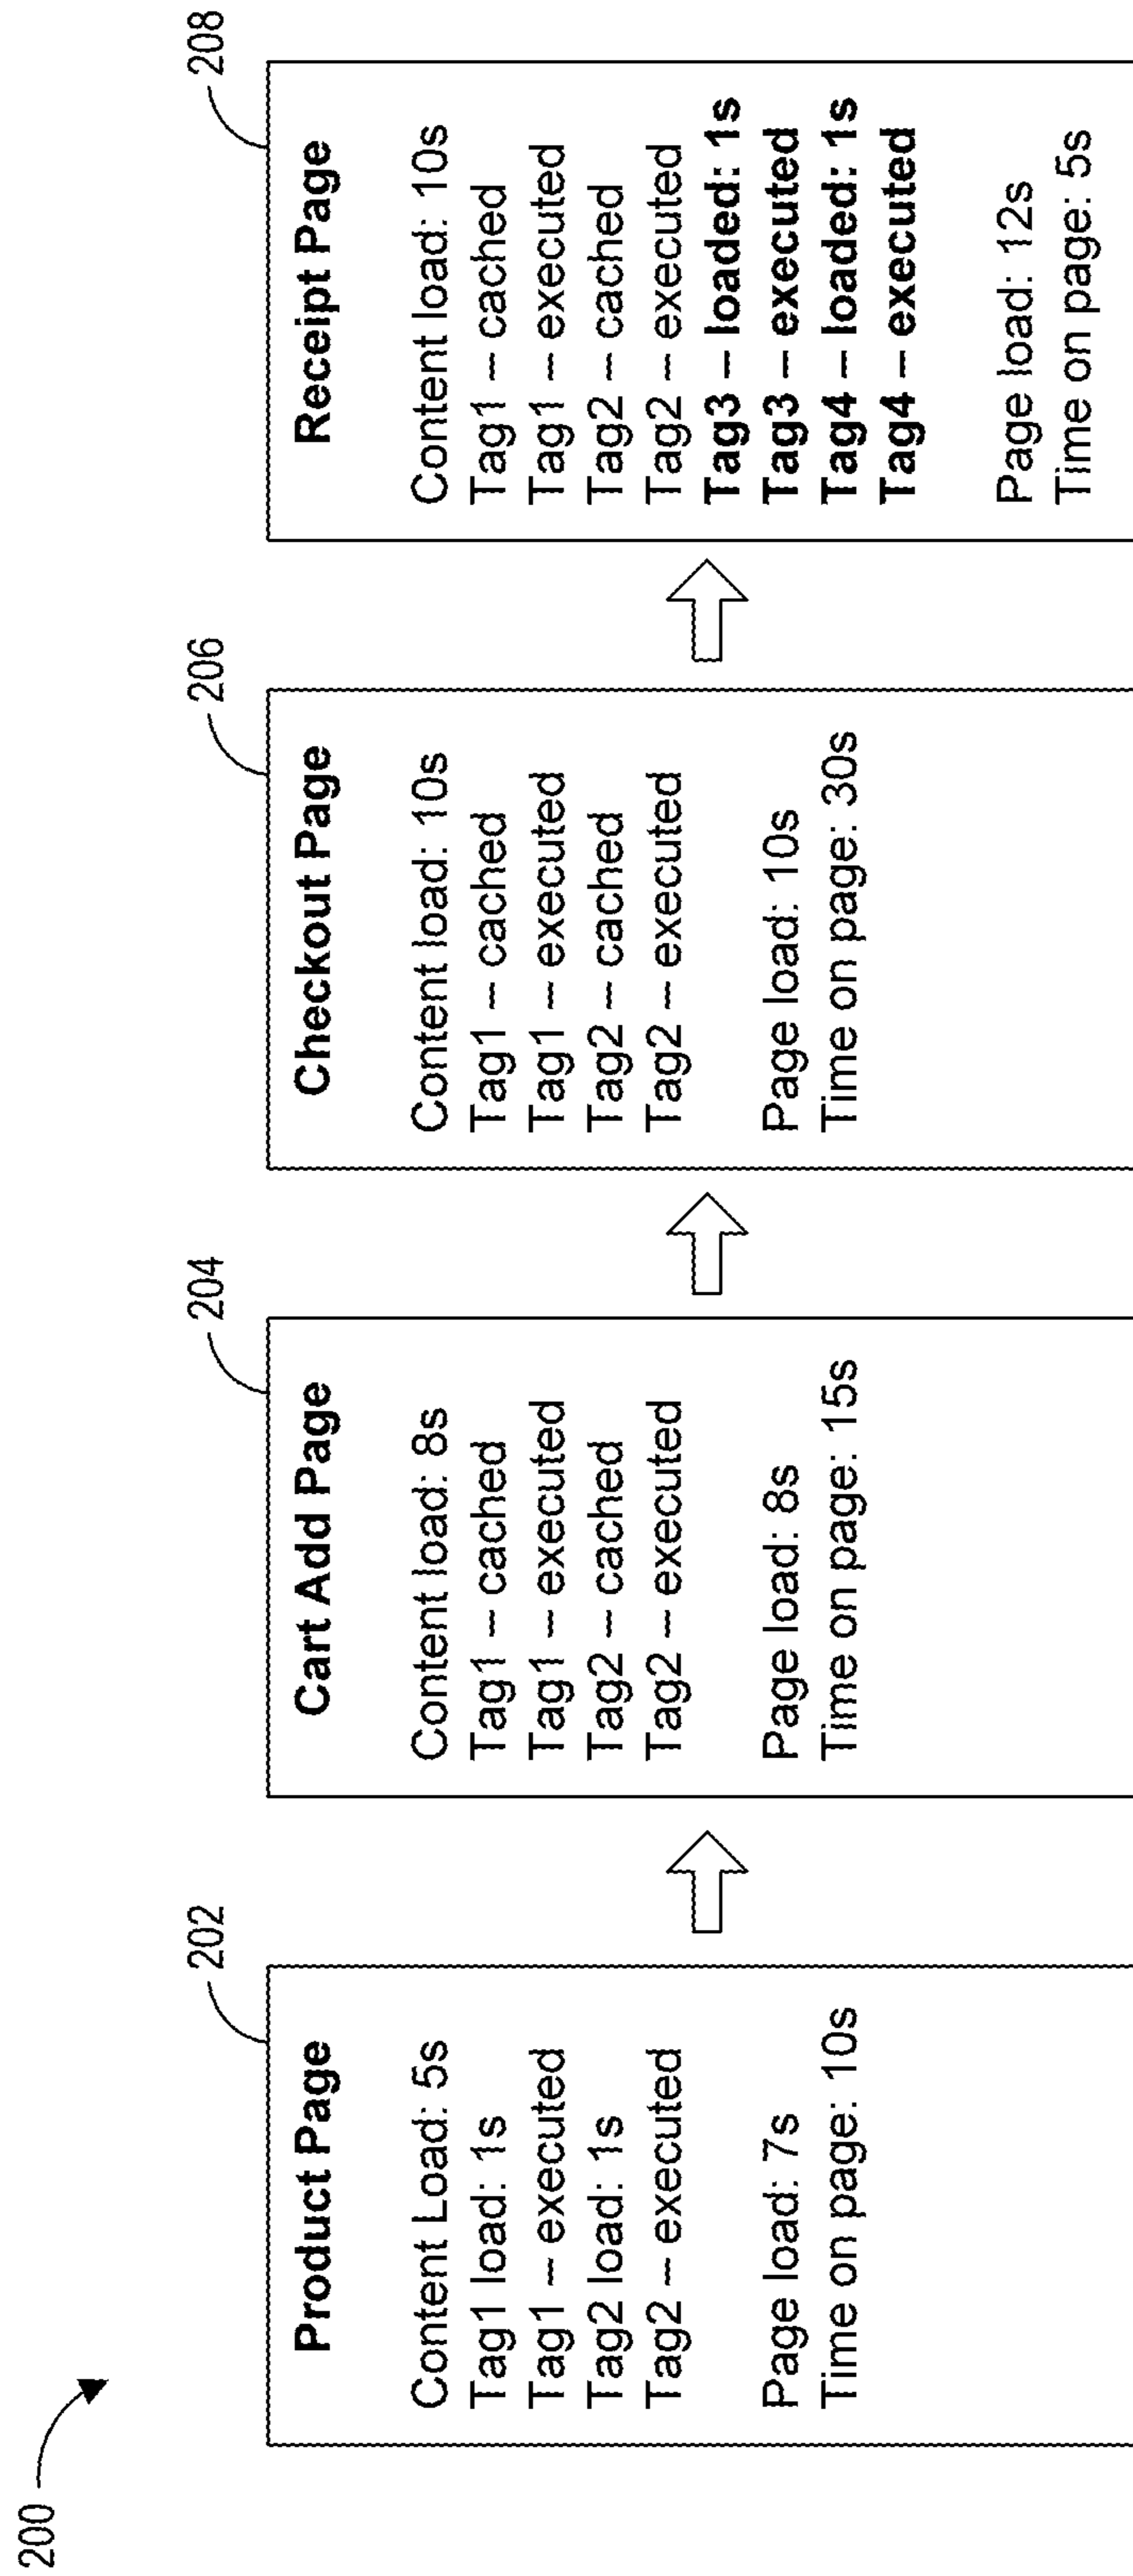 200
202
Product Page
Content Load: 5s
Tag1 load: 1s
Tag1 – executed
Tag2 load: 1s
Tag2 – executed
Page load: 7s
Time on page: 10s
204
Cart Add Page
Content load: 8s
Tag1 – cached
Tag1 – executed
Tag2 – cached
Tag2 – executed
Page load: 8s
Time on page: 15s
206
Checkout Page
Content load: 10s
Tag1 – cached
Tag1 – executed
Tag2 – cached
Tag2 – executed
Page load: 10s
Time on page: 30s
208
Receipt Page
Content load: 10s
Tag1 – cached
Tag1 – executed
Tag2 – cached
Tag2 – executed
Tag3 – loaded: 1s
Tag3 – executed
Tag4 – loaded: 1s
Tag4 – executed
Page load: 12s
Time on page: 5s